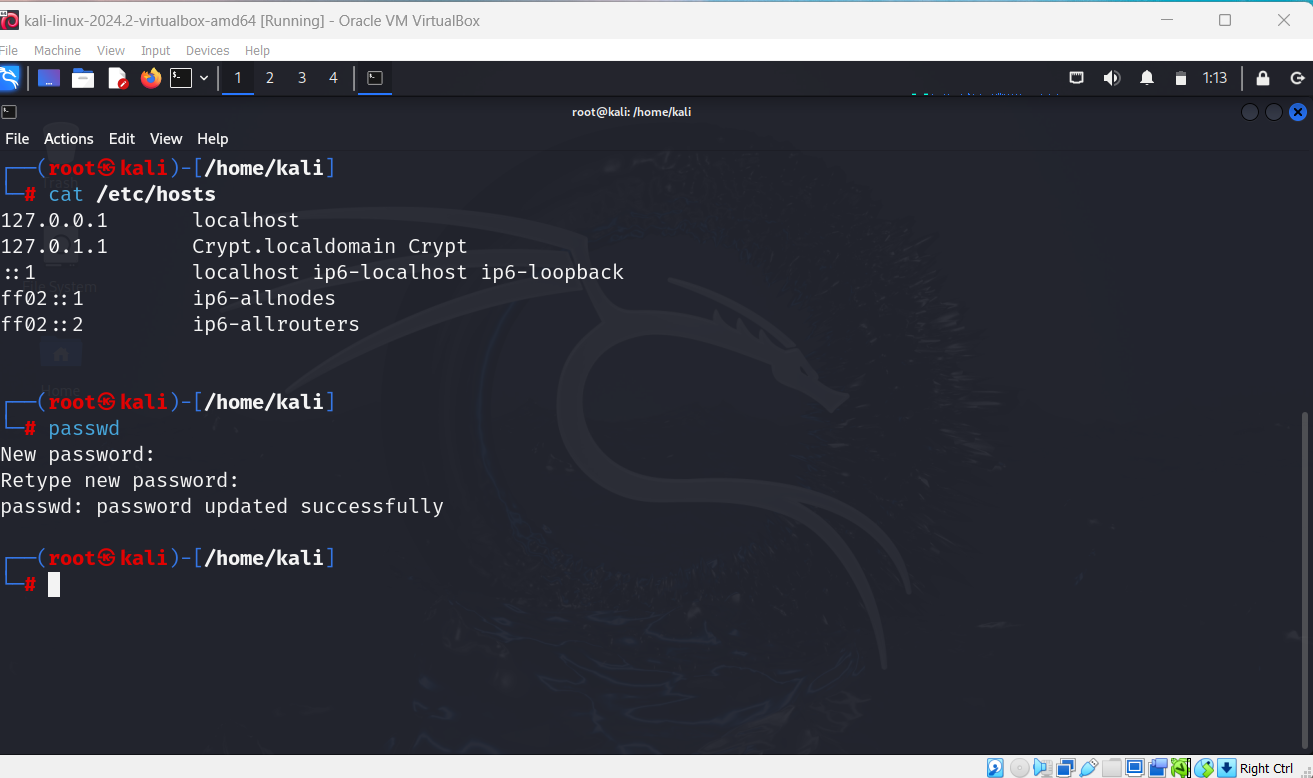 kali-linux-2024.2-virtualbox-amd64 [Running] - Oracle VM VirtualBox
File Machine View Input Devices Help
1 2 3 4 1:13
root@kali: /home/kali
File Actions Edit View Help
┌──(root㉿kali)-[/home/kali]
└─# cat /etc/hosts
127.0.0.1 localhost
127.0.1.1 Crypt.localdomain Crypt
::1 localhost ip6-localhost ip6-loopback
File System
ff02::1 ip6-allnodes
ff02::2 ip6-allrouters
Home
┌──(root㉿kali)-[/home/kali]
└─# passwd
New password:
Retype new password:
passwd: password updated successfully
┌──(root㉿kali)-[/home/kali]
└─#
Right Ctrl